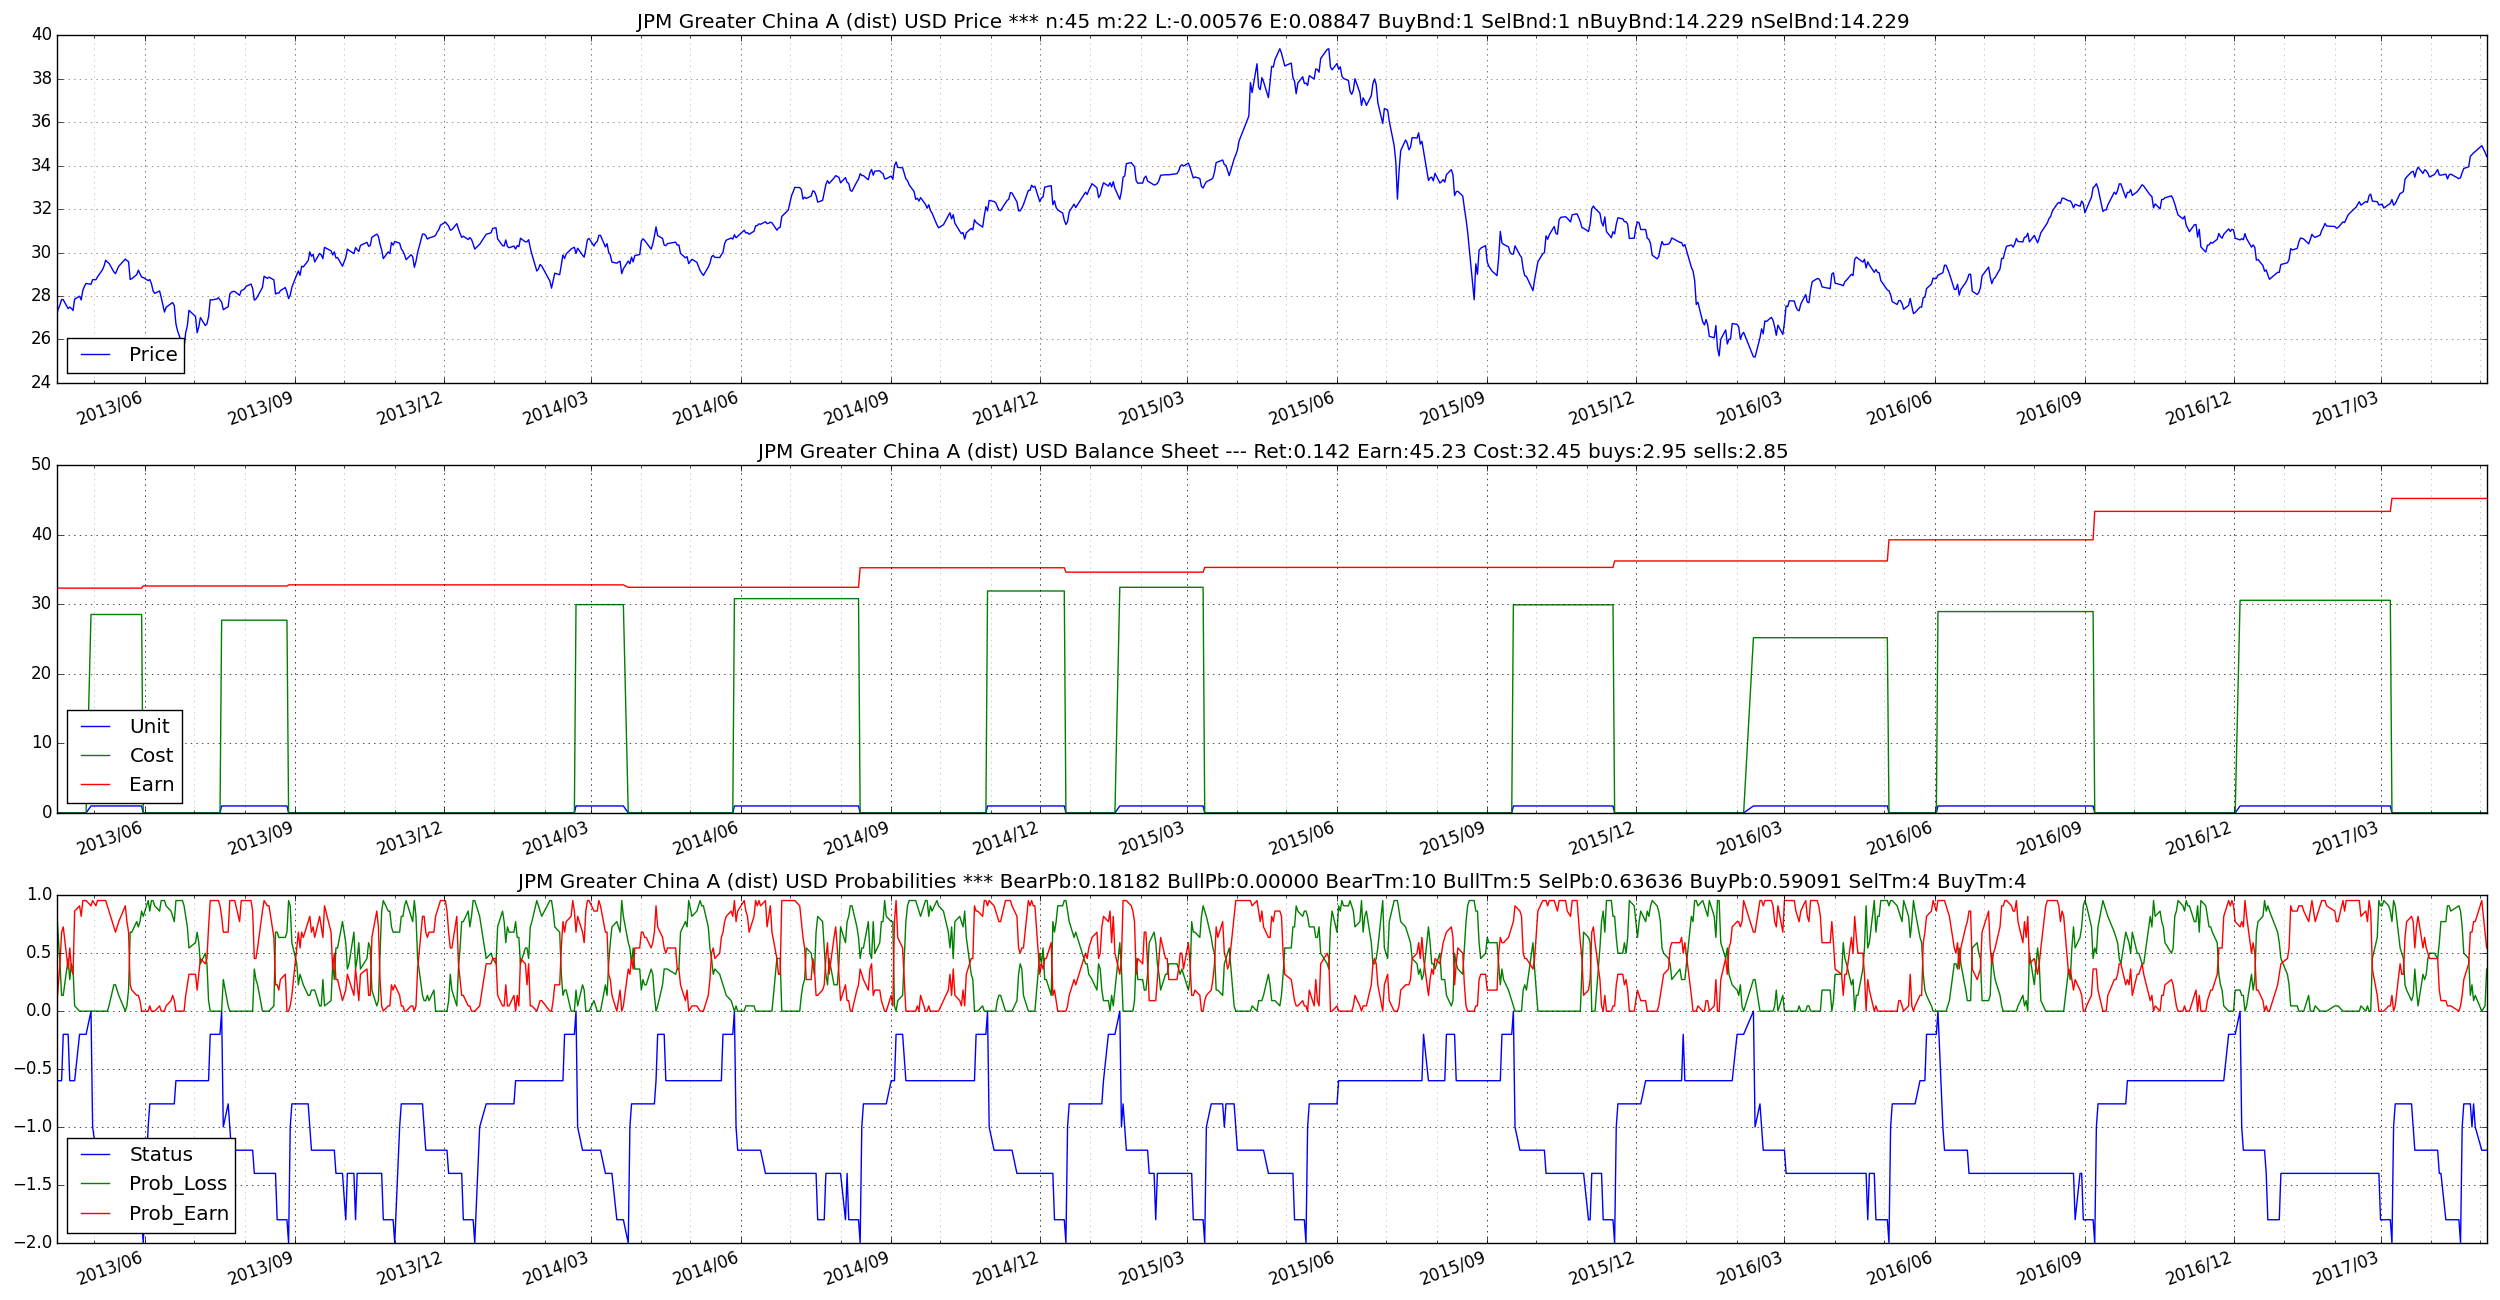 JPM Greater China A (dist) USD Price *** n:45 m:22 L:-0.00576 E:0.08847 BuyBnd:1 SelBnd:1 nBuyBnd:14.229 nSelBnd:14.229
40
38
36
34
32
30
28
26
24
Price
2013/06 2013/09 2013/12 2014/03 2014/06 2014/09 2014/12 2015/03 2015/06 2015/09 2015/12 2016/03 2016/06 2016/09 2016/12 2017/03
JPM Greater China A (dist) USD Balance Sheet --- Ret:0.142 Earn:45.23 Cost:32.45 buys:2.95 sells:2.85
50
40
30
20
10
0
Unit
Cost
Earn
2013/06 2013/09 2013/12 2014/03 2014/06 2014/09 2014/12 2015/03 2015/06 2015/09 2015/12 2016/03 2016/06 2016/09 2016/12 2017/03
JPM Greater China A (dist) USD Probabilities *** BearPb:0.18182 BullPb:0.00000 BearTm:10 BullTm:5 SelPb:0.63636 BuyPb:0.59091 SelTm:4 BuyTm:4
1.0
0.5
0.0
−0.5
−1.0
−1.5
−2.0
Status
Prob_Loss
Prob_Earn
2013/06 2013/09 2013/12 2014/03 2014/06 2014/09 2014/12 2015/03 2015/06 2015/09 2015/12 2016/03 2016/06 2016/09 2016/12 2017/03